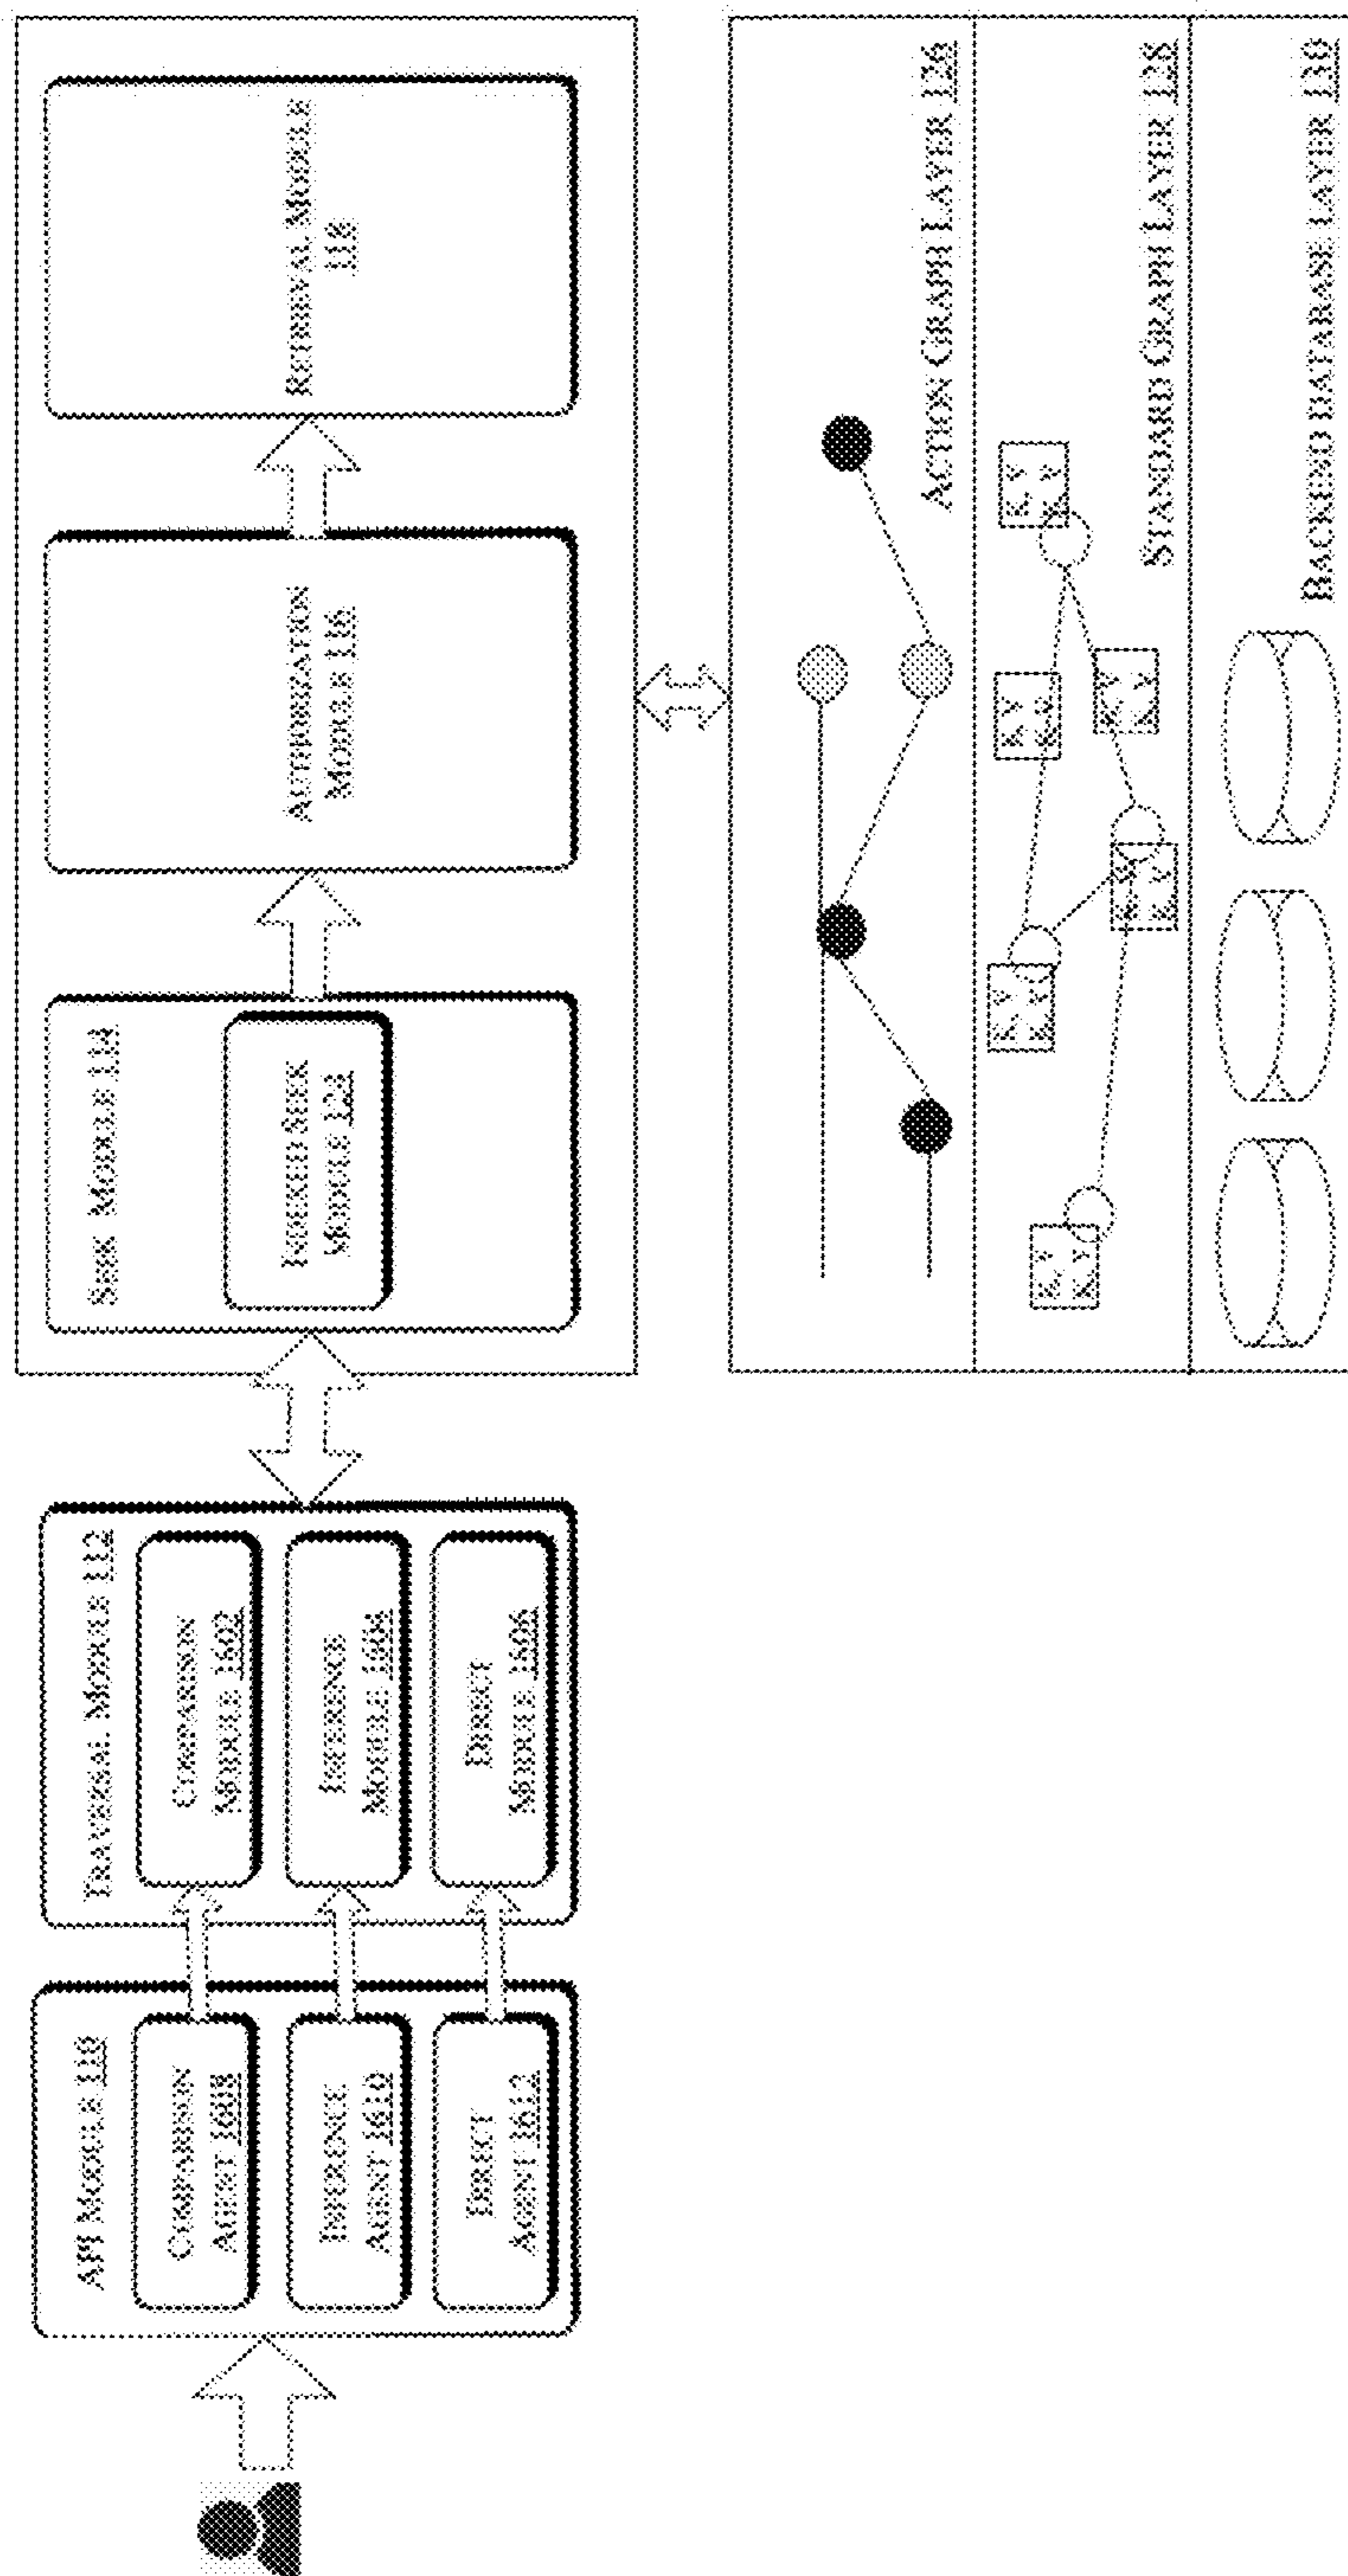 API MODULE 110
COMPARISON
AGENT 1608
INFERENCE
AGENT 1610
DIRECT
AGENT 1612
TRAVERSAL MODULE 112
COMPARISON
MODULE 1602
INFERENCE
MODULE 1604
DIRECT
MODULE 1606
SEEK MODULE 114
INDEXED SEEK
MODULE 124
AUTHORIZATION
MODULE 116
RETRIEVAL MODULE
118
ACTION GRAPH LAYER 126
K-V
K-V
K-V
K-V
K-V
K-V
K-V
K-V
K-V
K-V
K-V
K-V
STANDARD GRAPH LAYER 128
BACKEND DATABASE LAYER 130